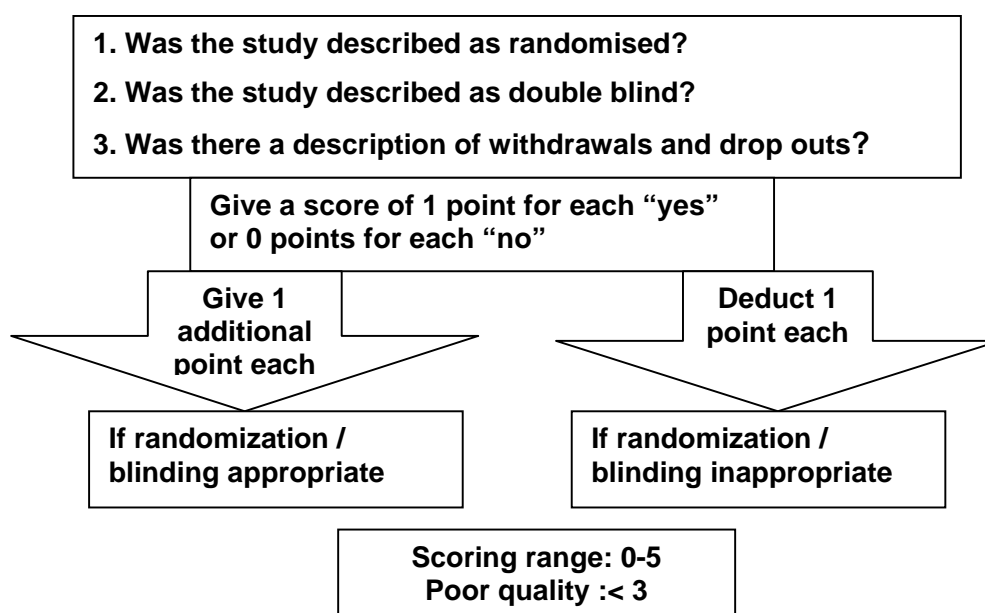 1. Was the study described as randomised?
2. Was the study described as double blind?
3. Was there a description of withdrawals and drop outs?
Give a score of 1 point for each “yes”
or 0 points for each “no”
Give 1
additional
point each
Deduct 1
point each
If randomization /
blinding appropriate
If randomization /
blinding inappropriate
Scoring range: 0-5
Poor quality :< 3